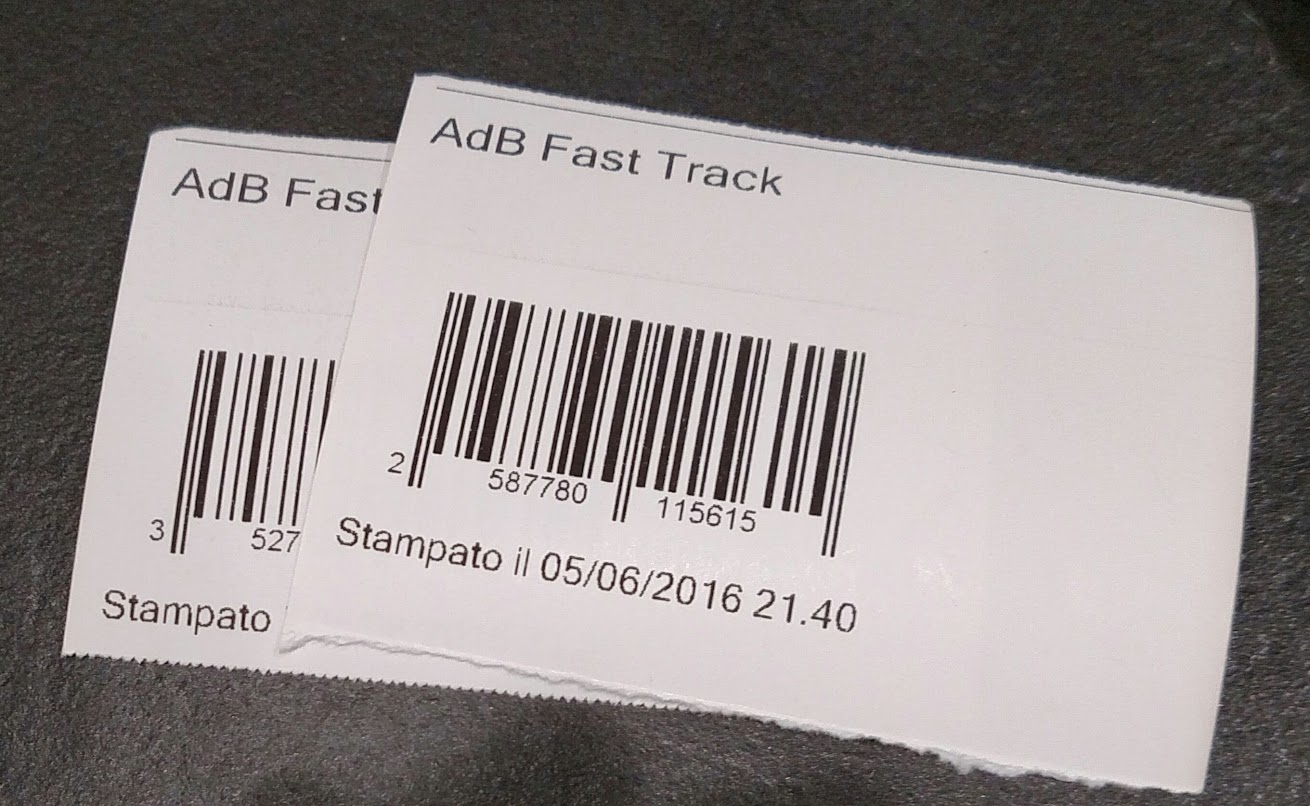 AdB Fast
3 527
Stampato
AdB Fast Track
2 587780 115615
Stampato il 05/06/2016 21.40